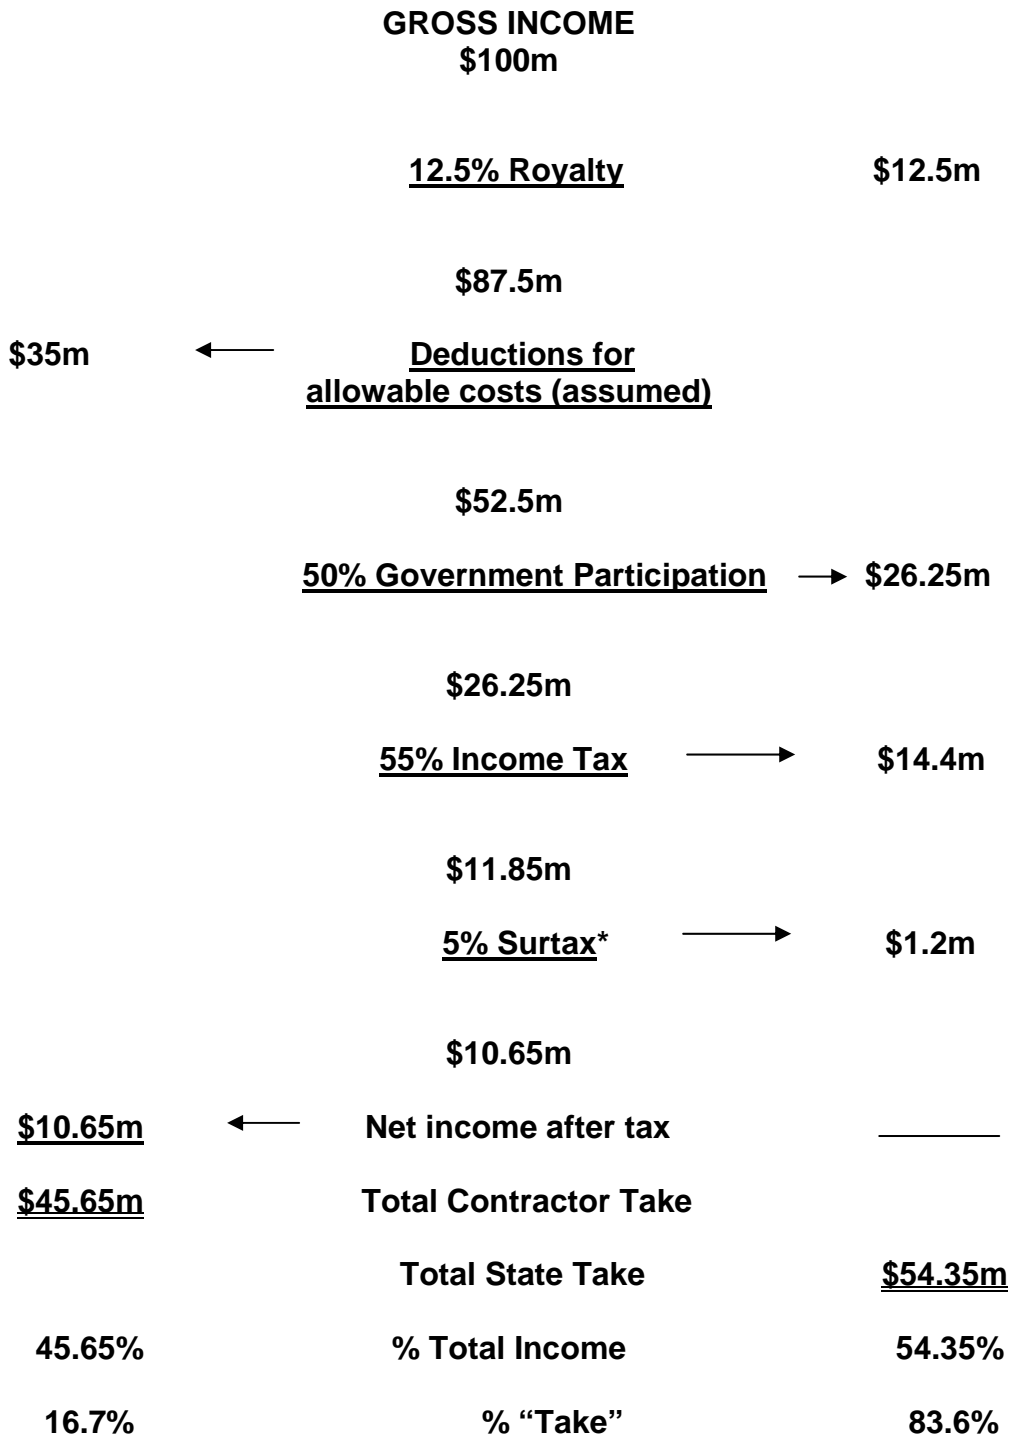 GROSS INCOME
$100m
12.5% Royalty $12.5m
$87.5m
$35m Deductions for
allowable costs (assumed)
$52.5m
50% Government Participation $26.25m
$26.25m
55% Income Tax $14.4m
$11.85m
5% Surtax* $1.2m
$10.65m
$10.65m Net income after tax
$45.65m Total Contractor Take
Total State Take $54.35m
45.65% % Total Income 54.35%
16.7% % “Take” 83.6%